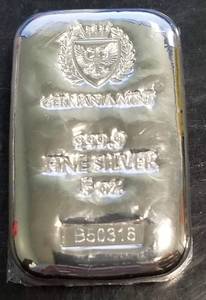 GERMANIA MINT
999.9
FINE SILVER
5 oz
B50316